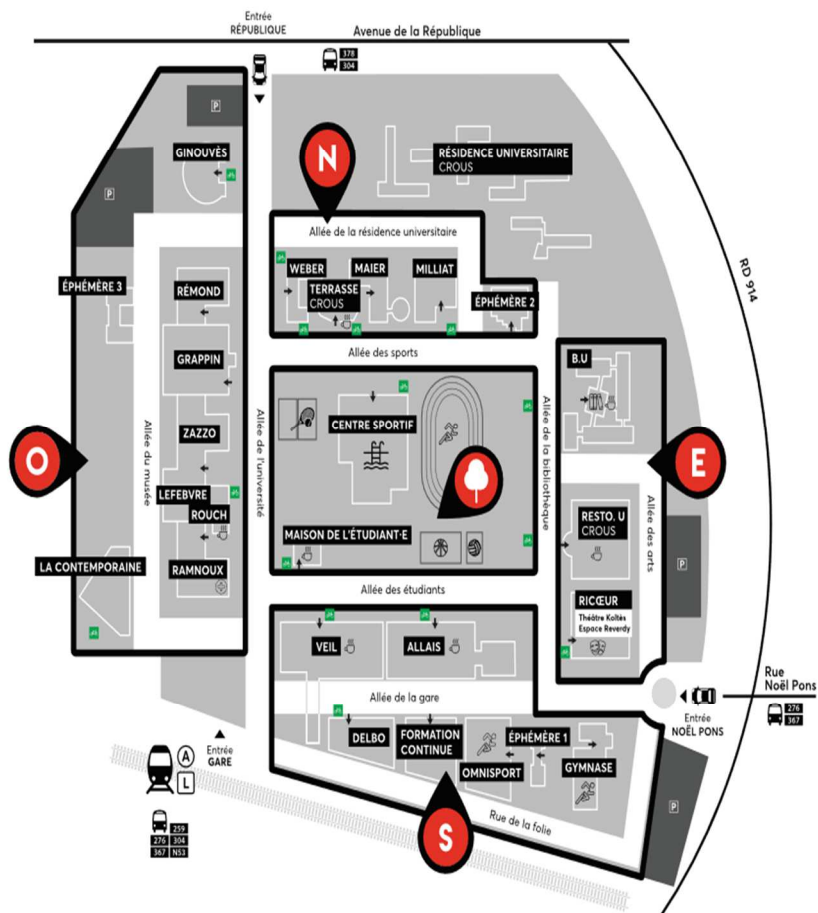 Entrée
RÉPUBLIQUE
Avenue de la République
378
304
P
GINOUVÈS
P
N
RÉSIDENCE UNIVERSITAIRE
CROUS
Allée de la résidence universitaire
WEBER
MAIER
MILLIAT
TERRASSE
CROUS
ÉPHÉMÈRE 2
ÉPHÉMÈRE 3
RÉMOND
RD 914
Allée des sports
GRAPPIN
B.U
CENTRE SPORTIF
ZAZZO
Allée du musée
Allée de l'université
Allée de la bibliothèque
O
E
LEFEBVRE
ROUCH
MAISON DE L'ÉTUDIANT·E
RESTO. U
CROUS
Allée des arts
LA CONTEMPORAINE
RAMNOUX
P
Allée des étudiants
RICŒUR
Théâtre Koltès
Espace Reverdy
VEIL
ALLAIS
Allée de la gare
Rue
Noël Pons
276
367
Entrée
NOËL PONS
DELBO
FORMATION
CONTINUE
ÉPHÉMÈRE 1
OMNISPORT
GYMNASE
Entrée
GARE
A
L
259
276 304
367 N53
P
S
Rue de la folie